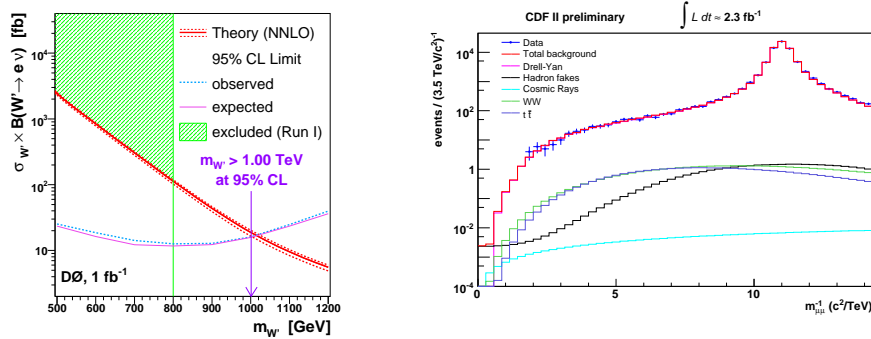 σW' × B(W'→ e ν) [fb]
10⁴
10³
10²
10
Theory (NNLO)
95% CL Limit
observed
expected
excluded (Run I)
mW' > 1.00 TeV
at 95% CL
DØ, 1 fb⁻¹
500 600 700 800 900 1000 1100 1200
mW' [GeV]
CDF II preliminary
∫ L dt ≈ 2.3 fb⁻¹
events / (3.5 TeV/c²)⁻¹
10⁴
10²
1
10⁻²
10⁻⁴
Data
Total background
Drell-Yan
Hadron fakes
Cosmic Rays
WW
t t̄
0 5 10
m⁻¹μμ (c²/TeV)